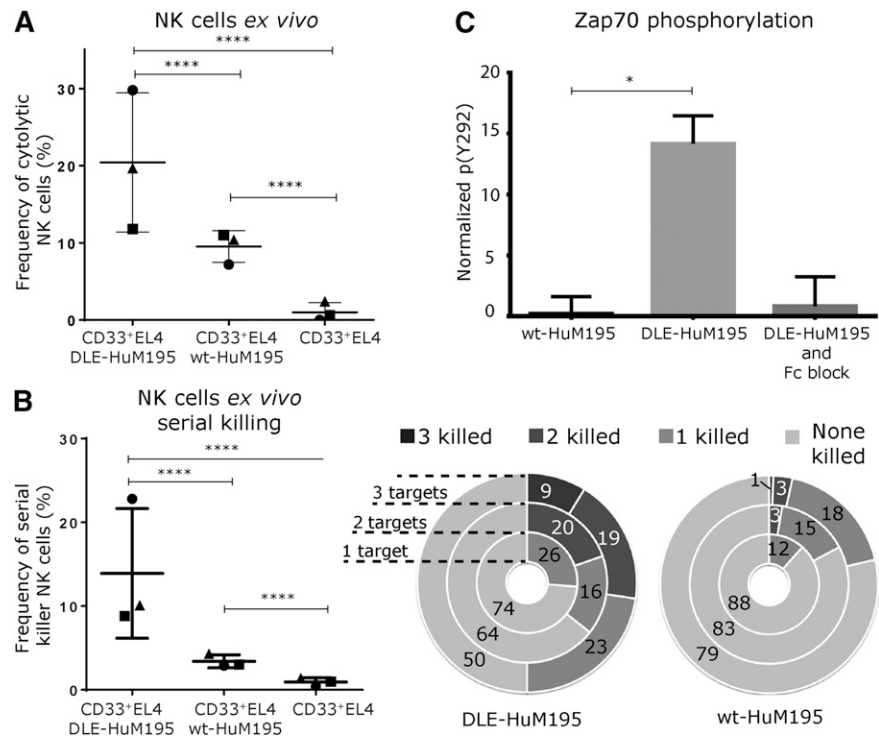 A
NK cells ex vivo
****
****
****
Frequency of cytolytic
NK cells (%)
30
20
10
0
CD33+EL4
DLE-HuM195
CD33+EL4
wt-HuM195
CD33+EL4
C
Zap70 phosphorylation
*
Normalized p(Y292)
20
15
10
5
0
wt-HuM195
DLE-HuM195
DLE-HuM195
and
Fc block
B
NK cells ex vivo
serial killing
****
****
****
Frequency of serial
killer NK cells (%)
30
20
10
0
CD33+EL4
DLE-HuM195
CD33+EL4
wt-HuM195
CD33+EL4
3 killed
2 killed
1 killed
None
killed
3 targets
2 targets
1 target
9
19
23
50
20
16
64
26
74
DLE-HuM195
1
3
18
79
3
15
83
12
88
wt-HuM195